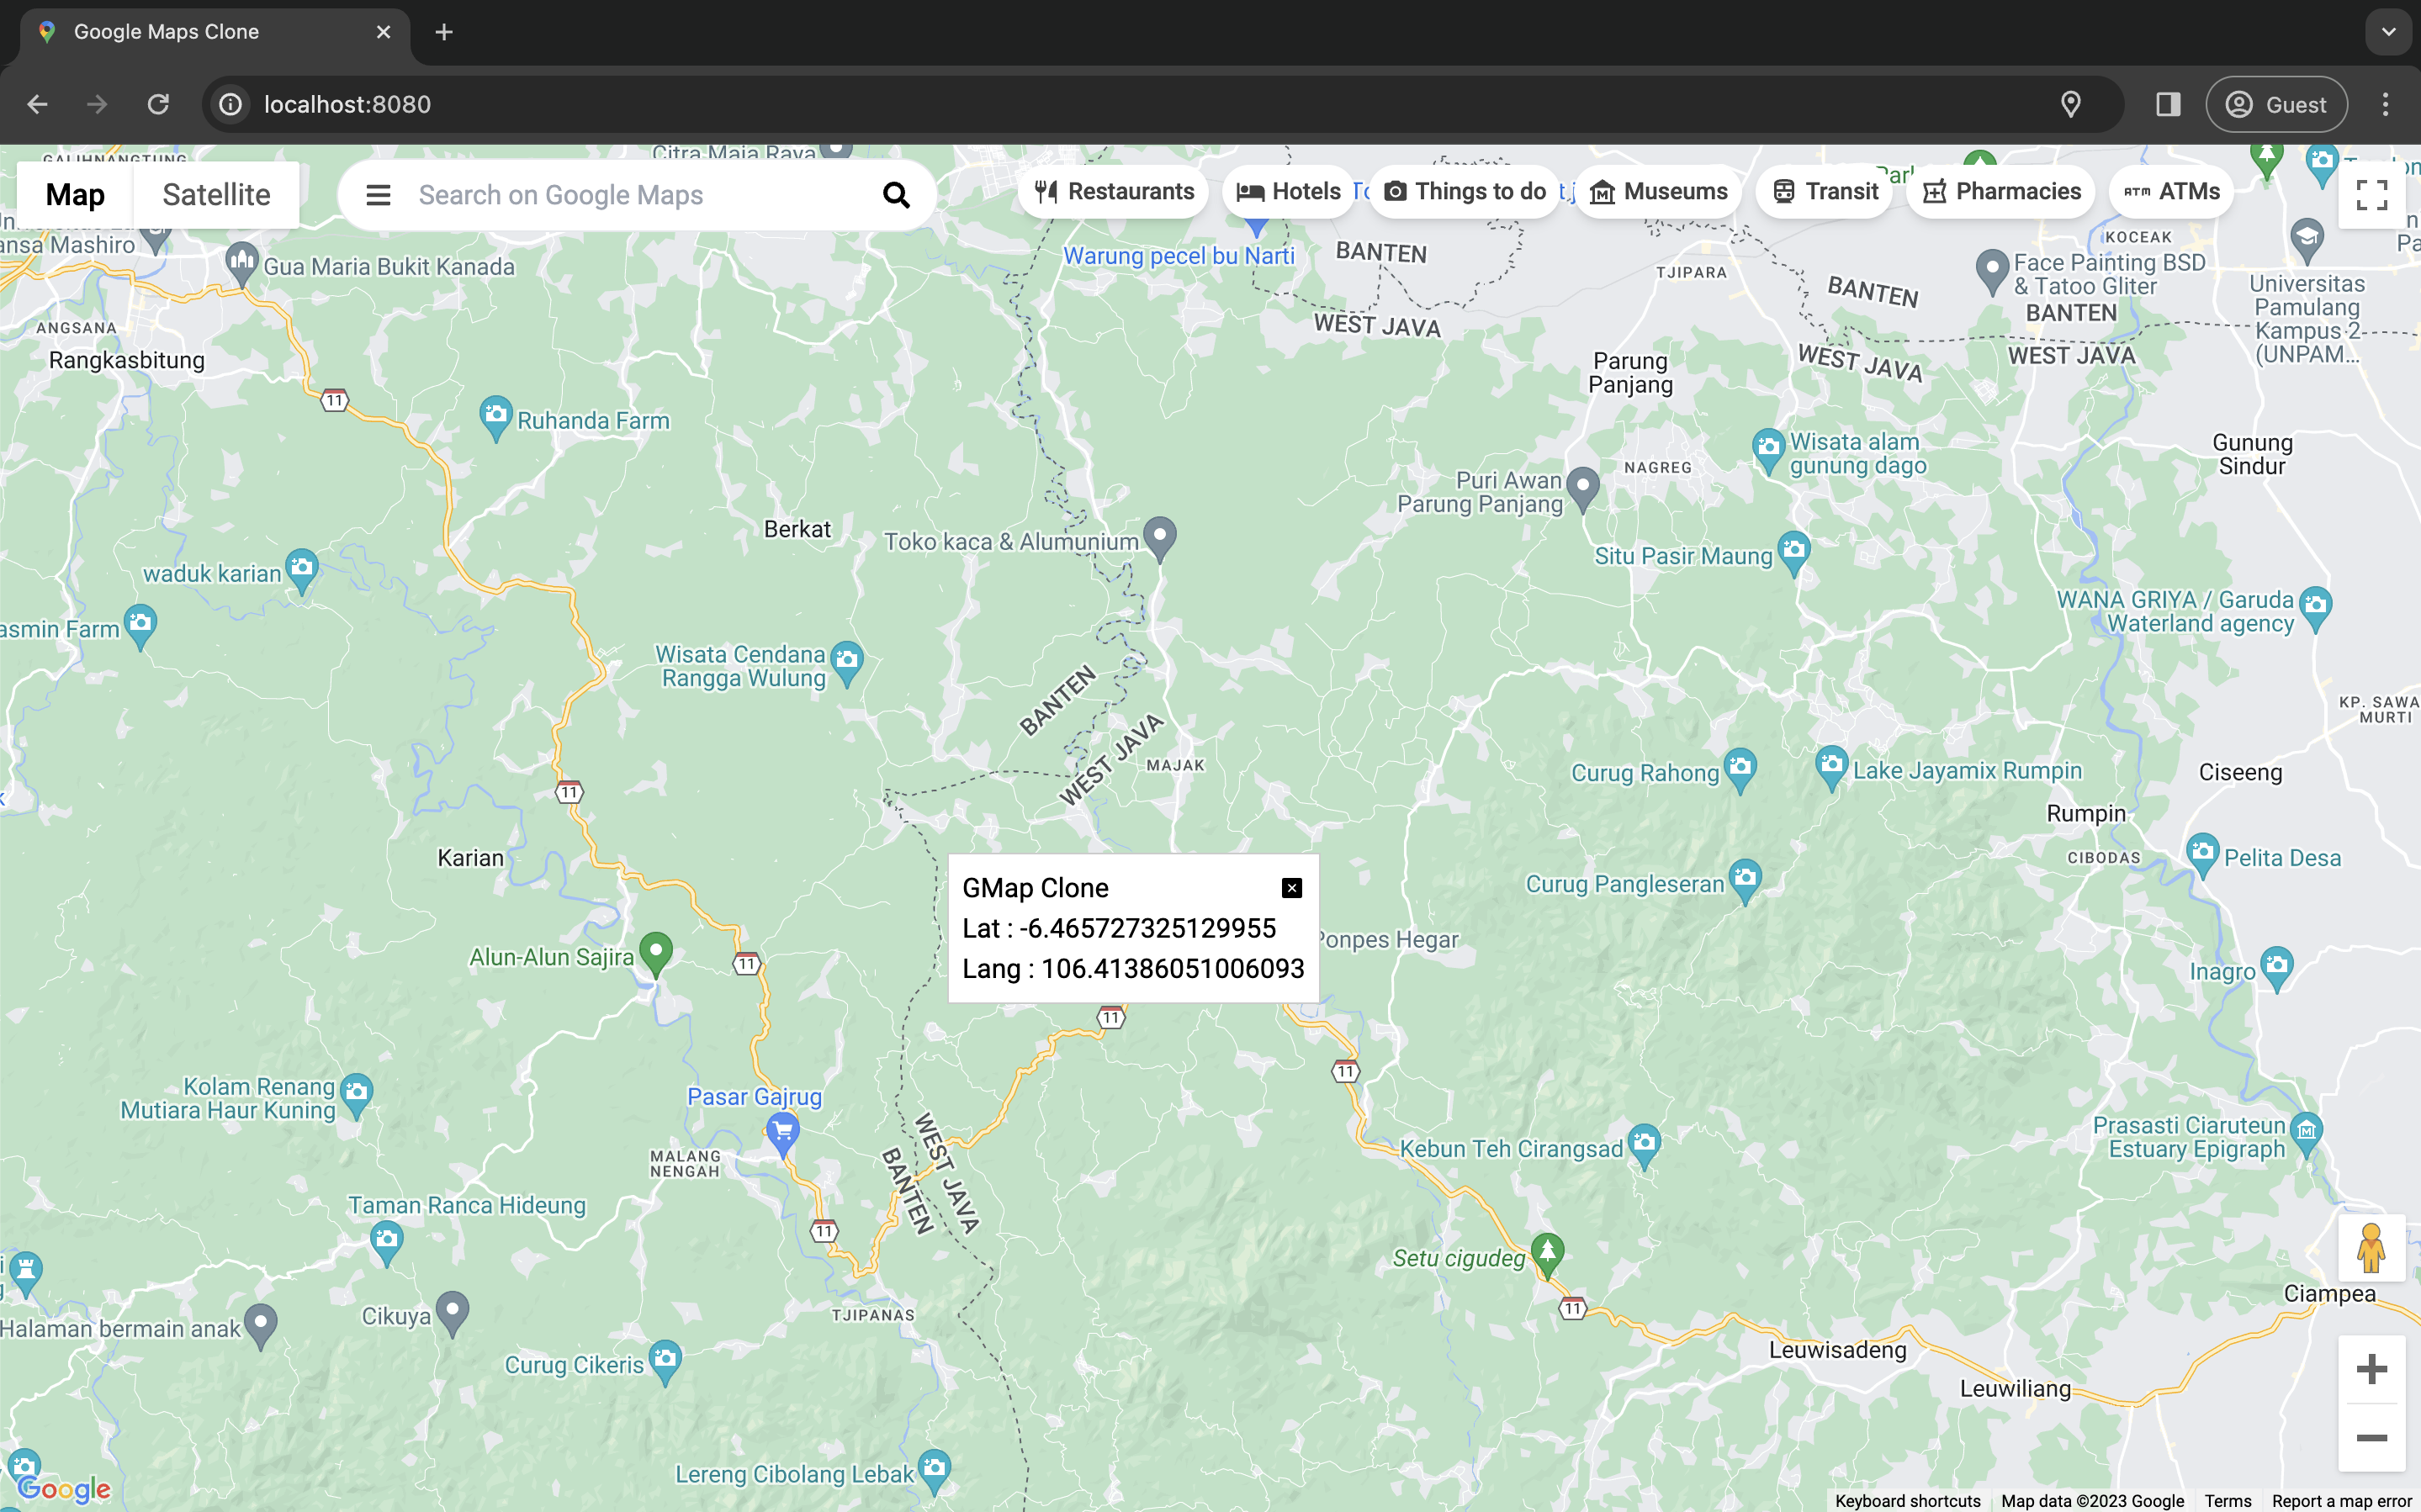 Google Maps Clone
localhost:8080
Guest
GALIHNANGTUNG
Citra Maja Raya
Map
Satellite
Search on Google Maps
Restaurants
Hotels
Things to do
Museums
Transit
Pharmacies
ATM ATMs
ansa Mashiro
Gua Maria Bukit Kanada
Warung pecel bu Narti
BANTEN
WEST JAVA
TJIPARA
BANTEN
WEST JAVA
KOCEAK
Face Painting BSD
& Tatoo Gliter
BANTEN
WEST JAVA
Universitas
Pamulang
Kampus 2
(UNPAM...
ANGSANA
Rangkasbitung
Parung
Panjang
11
Ruhanda Farm
Wisata alam
gunung dago
Gunung
Sindur
NAGREG
Puri Awan
Parung Panjang
Berkat
Toko kaca & Alumunium
Situ Pasir Maung
waduk karian
asmin Farm
WANA GRIYA / Garuda
Waterland agency
Wisata Cendana
Rangga Wulung
BANTEN
WEST JAVA
MAJAK
KP. SAWA
MURTI
Curug Rahong
Lake Jayamix Rumpin
Ciseeng
11
Rumpin
Karian
CIBODAS
Pelita Desa
Curug Pangleseran
GMap Clone
Lat : -6.465727325129955
Lang : 106.41386051006093
Ponpes Hegar
Alun-Alun Sajira
11
Inagro
11
11
Kolam Renang
Mutiara Haur Kuning
Pasar Gajrug
MALANG
NENGAH
WEST JAVA
BANTEN
Kebun Teh Cirangsad
Prasasti Ciaruteun
Estuary Epigraph
Taman Ranca Hideung
11
Setu cigudeg
11
Ciampea
Halaman bermain anak
Cikuya
TJIPANAS
Curug Cikeris
Leuwisadeng
Leuwiliang
Lereng Cibolang Lebak
Google
Keyboard shortcuts
Map data ©2023 Google
Terms
Report a map error